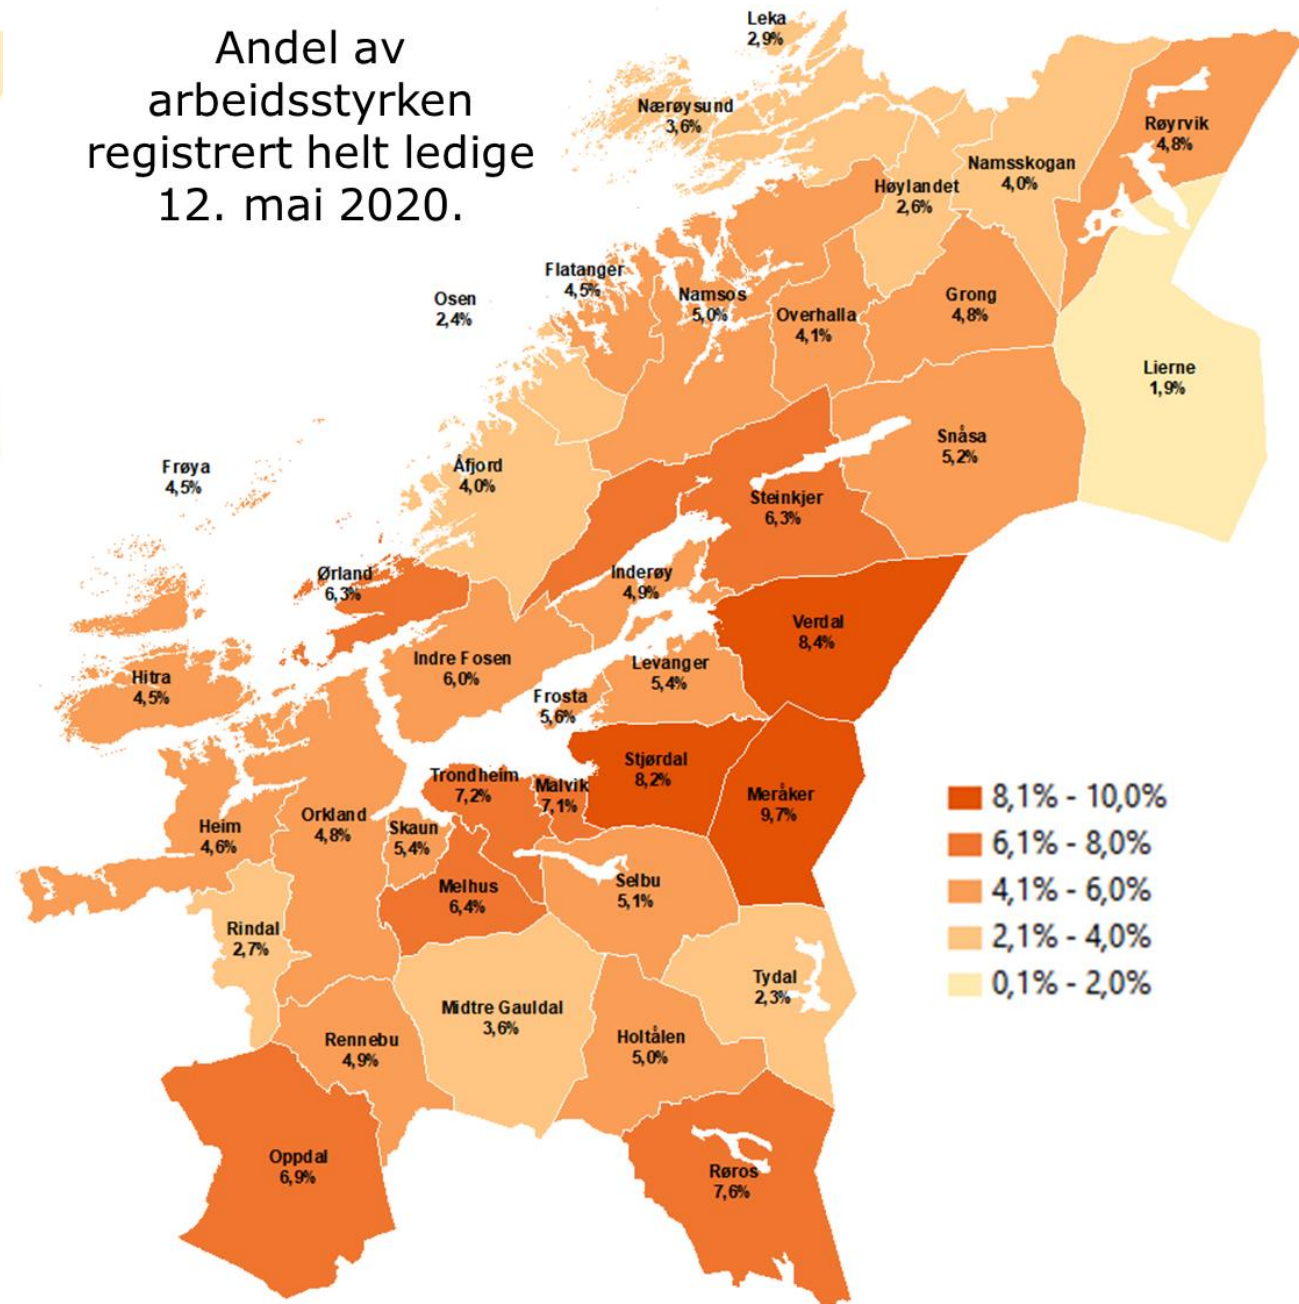 Andel av
arbeidsstyrken
registrert helt ledige
12. mai 2020.
Leka
2,9%
Nærøysund
3,6%
Røyrvik
4,8%
Namsskogan
4,0%
Høylandet
2,6%
Flatanger
4,5%
Osen
2,4%
Namsos
5,0%
Overhalla
4,1%
Grong
4,8%
Lierne
1,9%
Snåsa
5,2%
Frøya
4,5%
Åfjord
4,0%
Steinkjer
6,3%
Ørland
6,3%
Inderøy
4,9%
Verdal
8,4%
Hitra
4,5%
Indre Fosen
6,0%
Levanger
5,4%
Frosta
5,6%
Stjørdal
8,2%
Trondheim
7,2%
Malvik
7,1%
Meråker
9,7%
Heim
4,6%
Orkland
4,8%
Skaun
5,4%
Melhus
6,4%
Selbu
5,1%
Rindal
2,7%
Tydal
2,3%
Midtre Gauldal
3,6%
Rennebu
4,9%
Holtålen
5,0%
Oppdal
6,9%
Røros
7,6%
8,1% - 10,0%
6,1% - 8,0%
4,1% - 6,0%
2,1% - 4,0%
0,1% - 2,0%